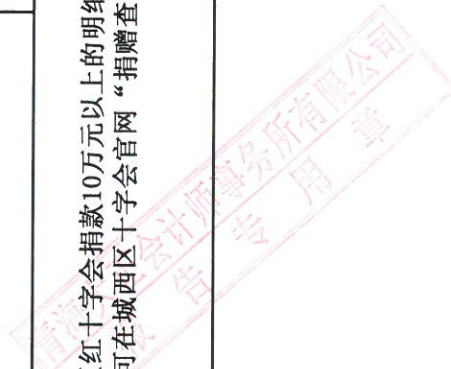 红十字会捐款10万元以上的明细
可在城西区十字会官网“捐赠查
会计师事务所有限公司
告专用章